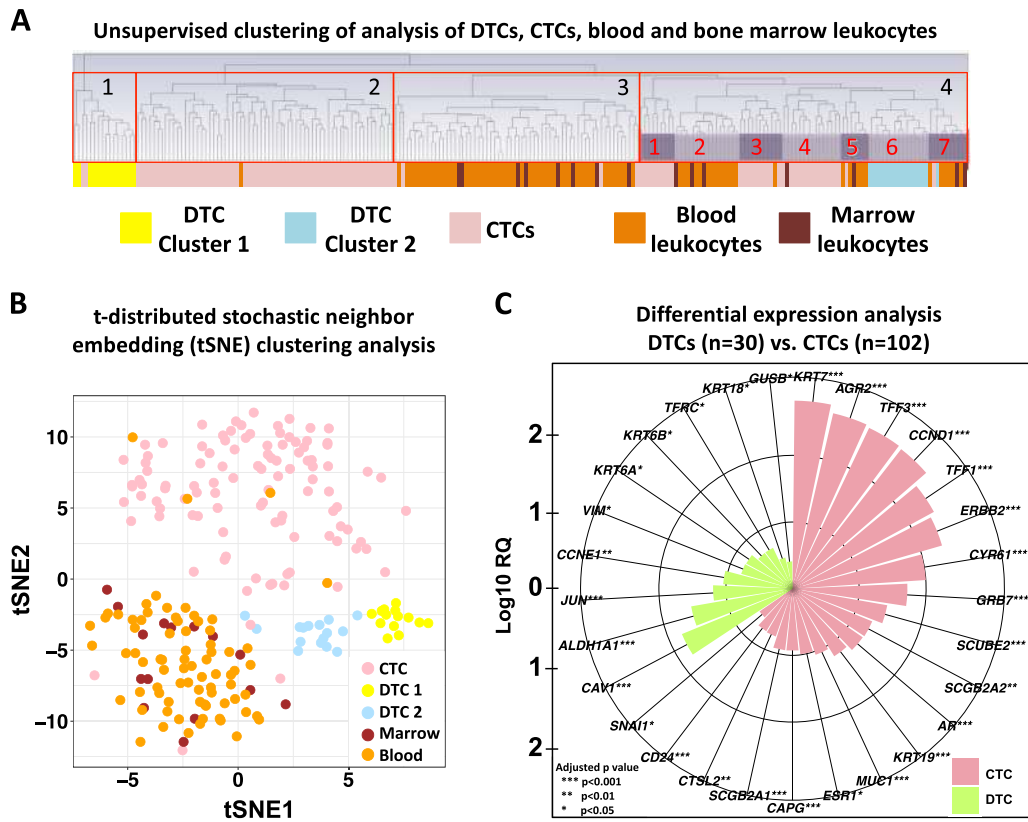 A
Unsupervised clustering of analysis of DTCs, CTCs, blood and bone marrow leukocytes
1
2
3
4
1 2 3 4 5 6 7
DTC
Cluster 1
DTC
Cluster 2
CTCs
Blood
leukocytes
Marrow
leukocytes
B
t-distributed stochastic neighbor
embedding (tSNE) clustering analysis
tSNE2
10
5
0
−5
−10
−5 0 5
tSNE1
CTC
DTC 1
DTC 2
Marrow
Blood
C
Differential expression analysis
DTCs (n=30) vs. CTCs (n=102)
Log10 RQ
2
1
0
1
2
KRT7***
AGR2***
TFF3***
CCND1***
TFF1***
ERBB2***
CYR61***
GRB7***
SCUBE2***
SCGB2A2**
AR***
KRT19***
MUC1***
ESR1*
CAPG***
SCGB2A1***
CTSL2**
CD24***
SNAI1*
CAV1***
ALDH1A1***
JUN***
CCNE1**
VIM*
KRT6A*
KRT6B*
TFRC*
KRT18*
GUSB*
Adjusted p value
*** p<0.001
** p<0.01
* p<0.05
CTC
DTC